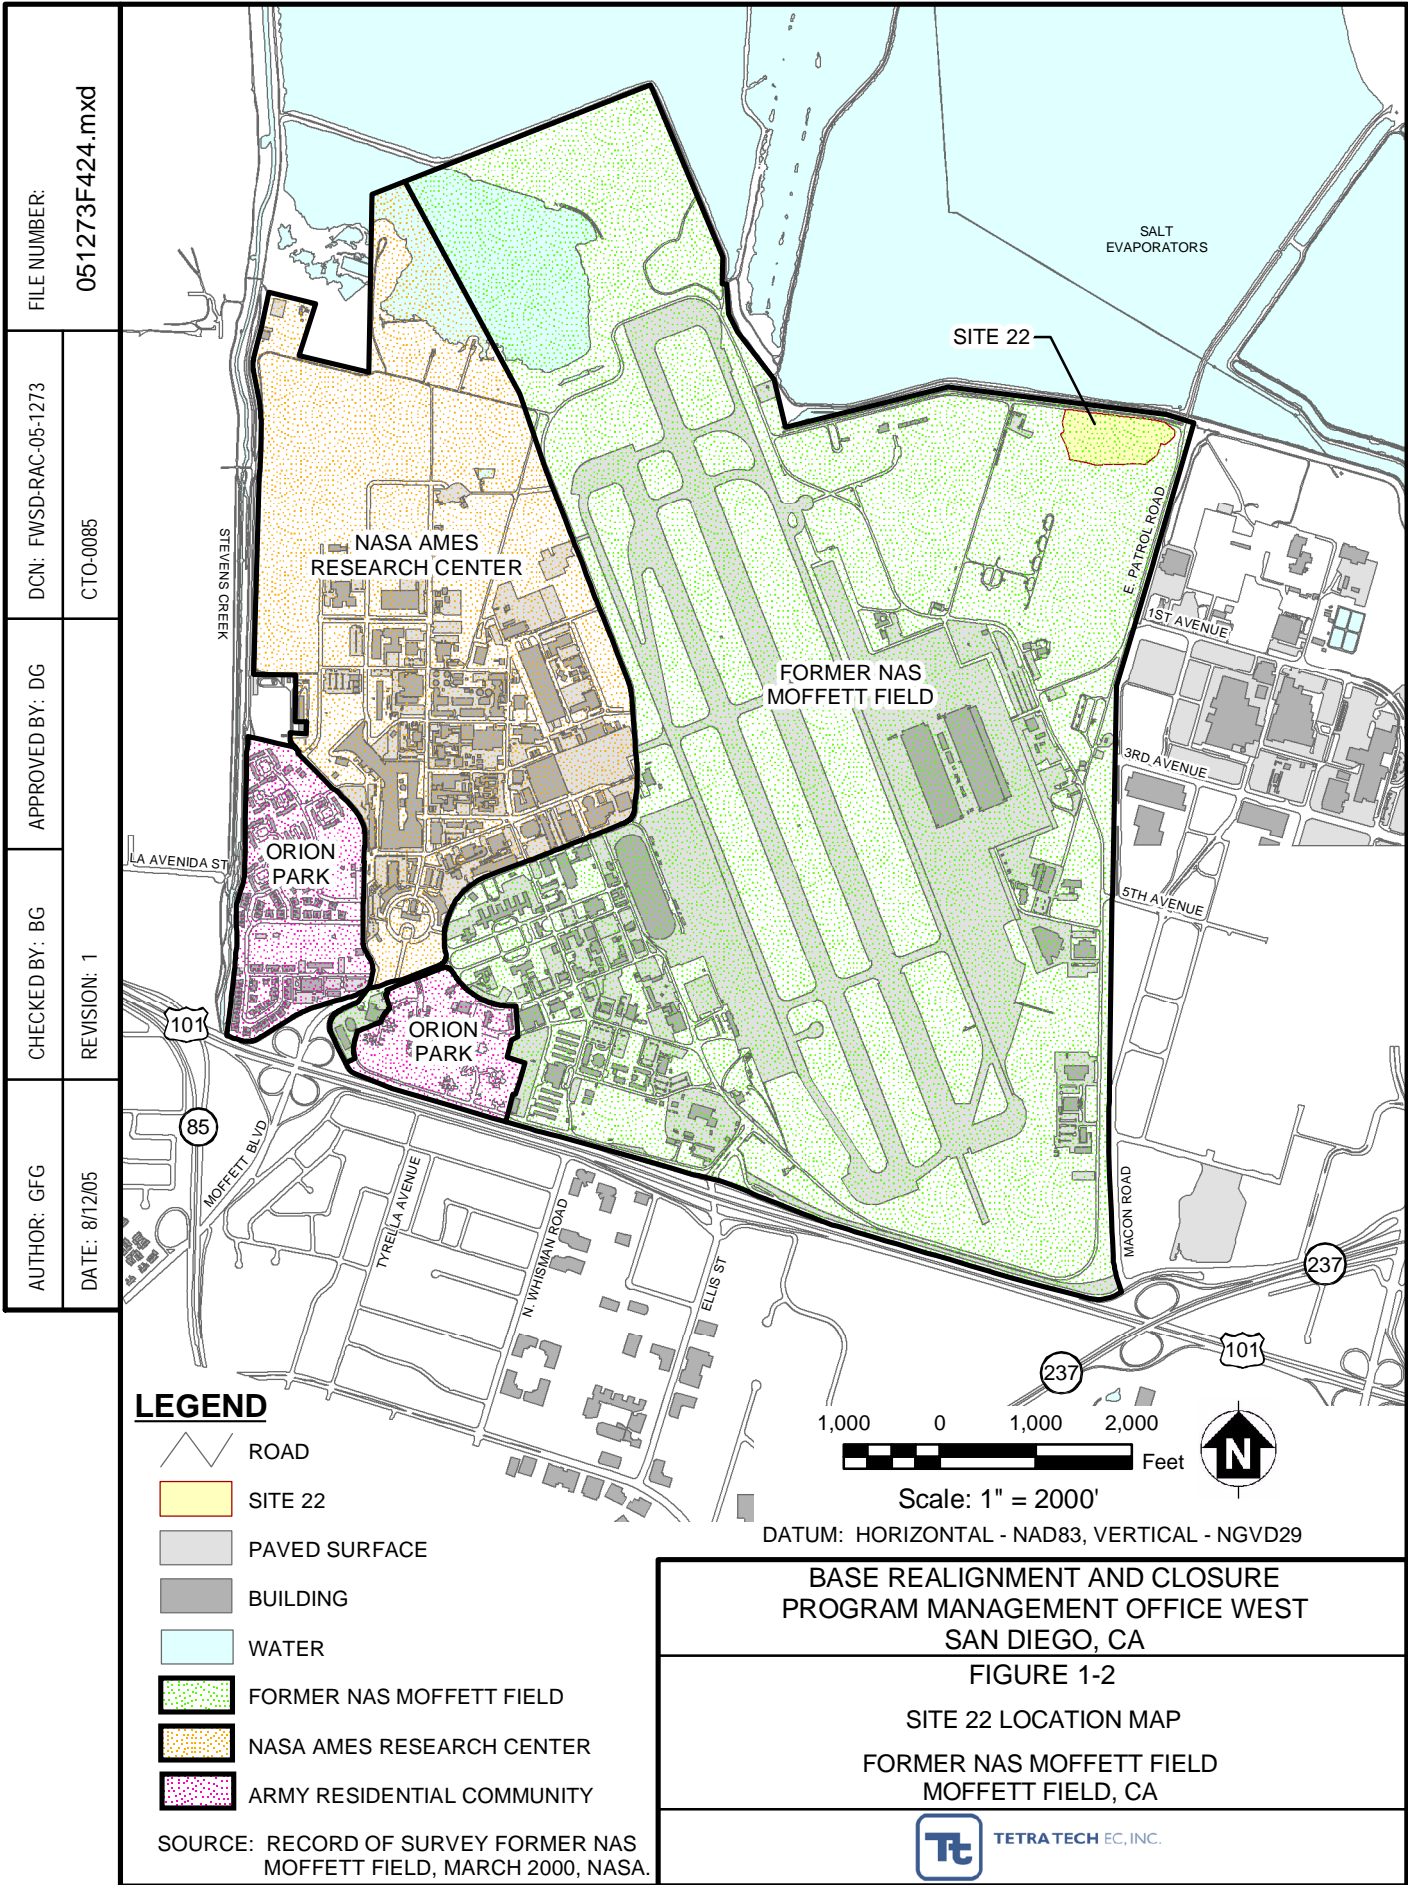 FILE NUMBER:
051273F424.mxd
DCN: FWSD-RAC-05-1273
CTO-0085
APPROVED BY: DG
CHECKED BY: BG
REVISION: 1
AUTHOR: GFG
DATE: 8/12/05
SALT
EVAPORATORS
SITE 22
NASA AMES
RESEARCH CENTER
STEVENS CREEK
E. PATROL ROAD
1ST AVENUE
FORMER NAS
MOFFETT FIELD
3RD AVENUE
LA AVENIDA ST
ORION
PARK
5TH AVENUE
101
ORION
PARK
85
MOFFETT BLVD
TYRELLA AVENUE
N. WHISMAN ROAD
ELLIS ST
MACON ROAD
237
101
237
LEGEND
ROAD
SITE 22
PAVED SURFACE
BUILDING
WATER
FORMER NAS MOFFETT FIELD
NASA AMES RESEARCH CENTER
ARMY RESIDENTIAL COMMUNITY
SOURCE: RECORD OF SURVEY FORMER NAS
MOFFETT FIELD, MARCH 2000, NASA.
1,000 0 1,000 2,000
Feet
N
Scale: 1" = 2000'
DATUM: HORIZONTAL - NAD83, VERTICAL - NGVD29
BASE REALIGNMENT AND CLOSURE
PROGRAM MANAGEMENT OFFICE WEST
SAN DIEGO, CA
FIGURE 1-2
SITE 22 LOCATION MAP
FORMER NAS MOFFETT FIELD
MOFFETT FIELD, CA
Tt
TETRA TECH EC, INC.